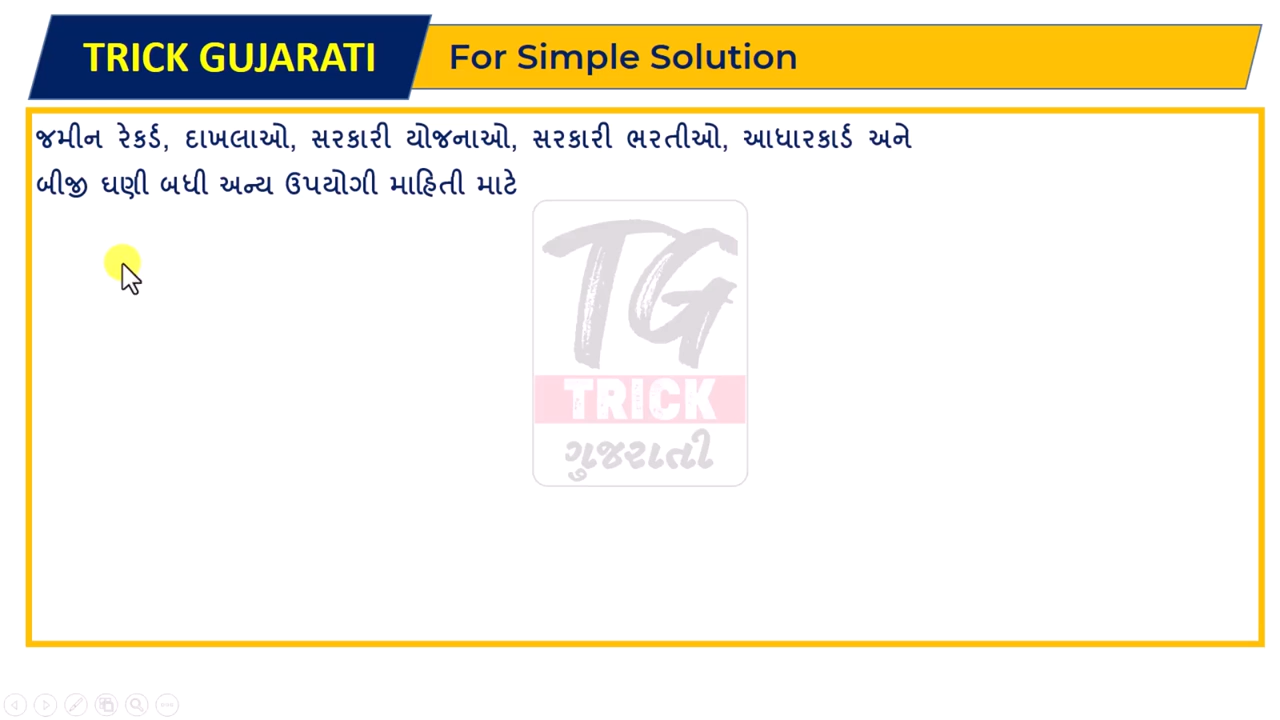 TRICK GUJARATI
For Simple Solution
જમીન રેકર્ડ, દાખલાઓ, સરકારી યોજનાઓ, સરકારી ભરતીઓ, આધારકાર્ડ અને
બીજી ઘણી બધી અન્ય ઉપયોગી માહિતી માટે
TG
TRICK
ગુજરાતી